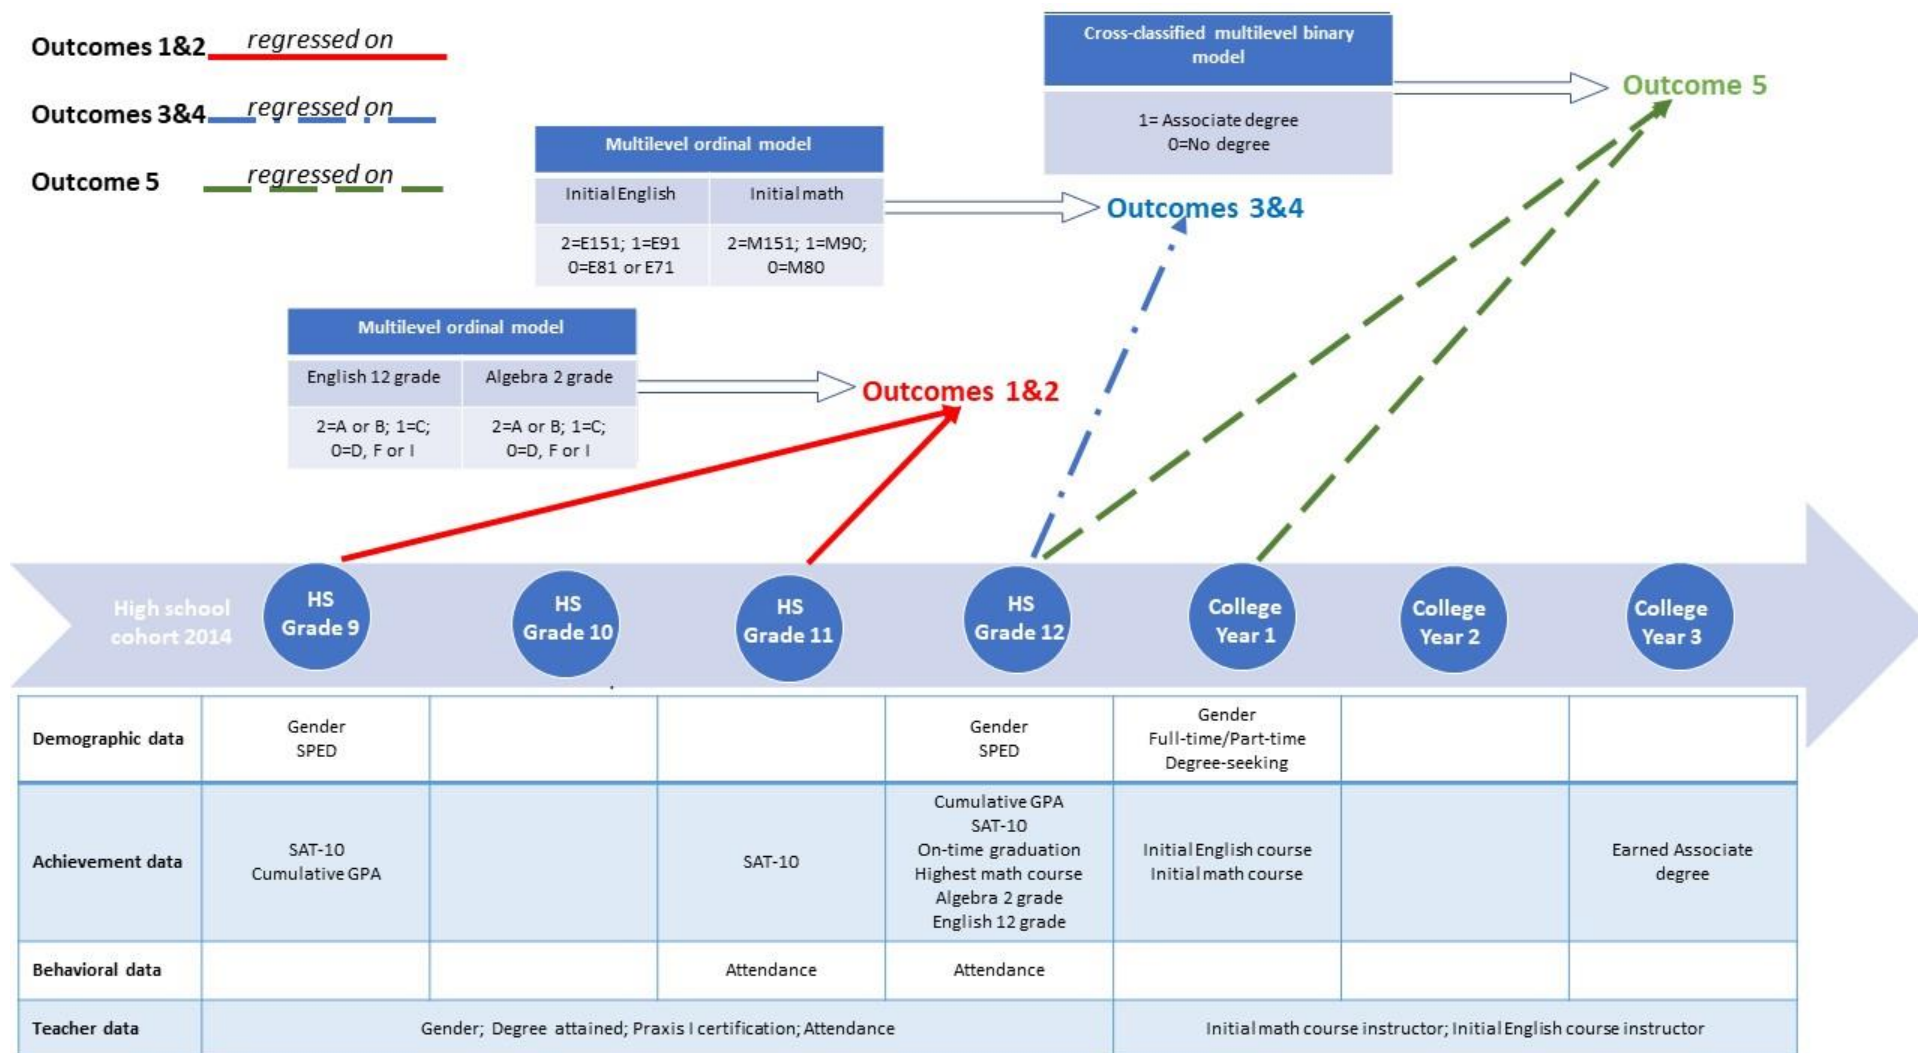 Outcomes 1&2 regressed on
Outcomes 3&4 regressed on
Outcome 5 regressed on
Cross-classified multilevel binary
model
1= Associate degree
0=No degree
Outcome 5
Multilevel ordinal model
Initial English
Initial math
2=E151; 1=E91
0=E81 or E71
2=M151; 1=M90;
0=M80
Outcomes 3&4
Multilevel ordinal model
English 12 grade
Algebra 2 grade
2=A or B; 1=C;
0=D, F or I
2=A or B; 1=C;
0=D, F or I
Outcomes 1&2
High school
cohort 2014
HS
Grade 9
HS
Grade 10
HS
Grade 11
HS
Grade 12
College
Year 1
College
Year 2
College
Year 3
Demographic data
Gender
SPED
Gender
SPED
Gender
Full-time/Part-time
Degree-seeking
Achievement data
SAT-10
Cumulative GPA
SAT-10
Cumulative GPA
SAT-10
On-time graduation
Highest math course
Algebra 2 grade
English 12 grade
Initial English course
Initial math course
Earned Associate
degree
Behavioral data
Attendance
Attendance
Teacher data
Gender; Degree attained; Praxis I certification; Attendance
Initial math course instructor; Initial English course instructor